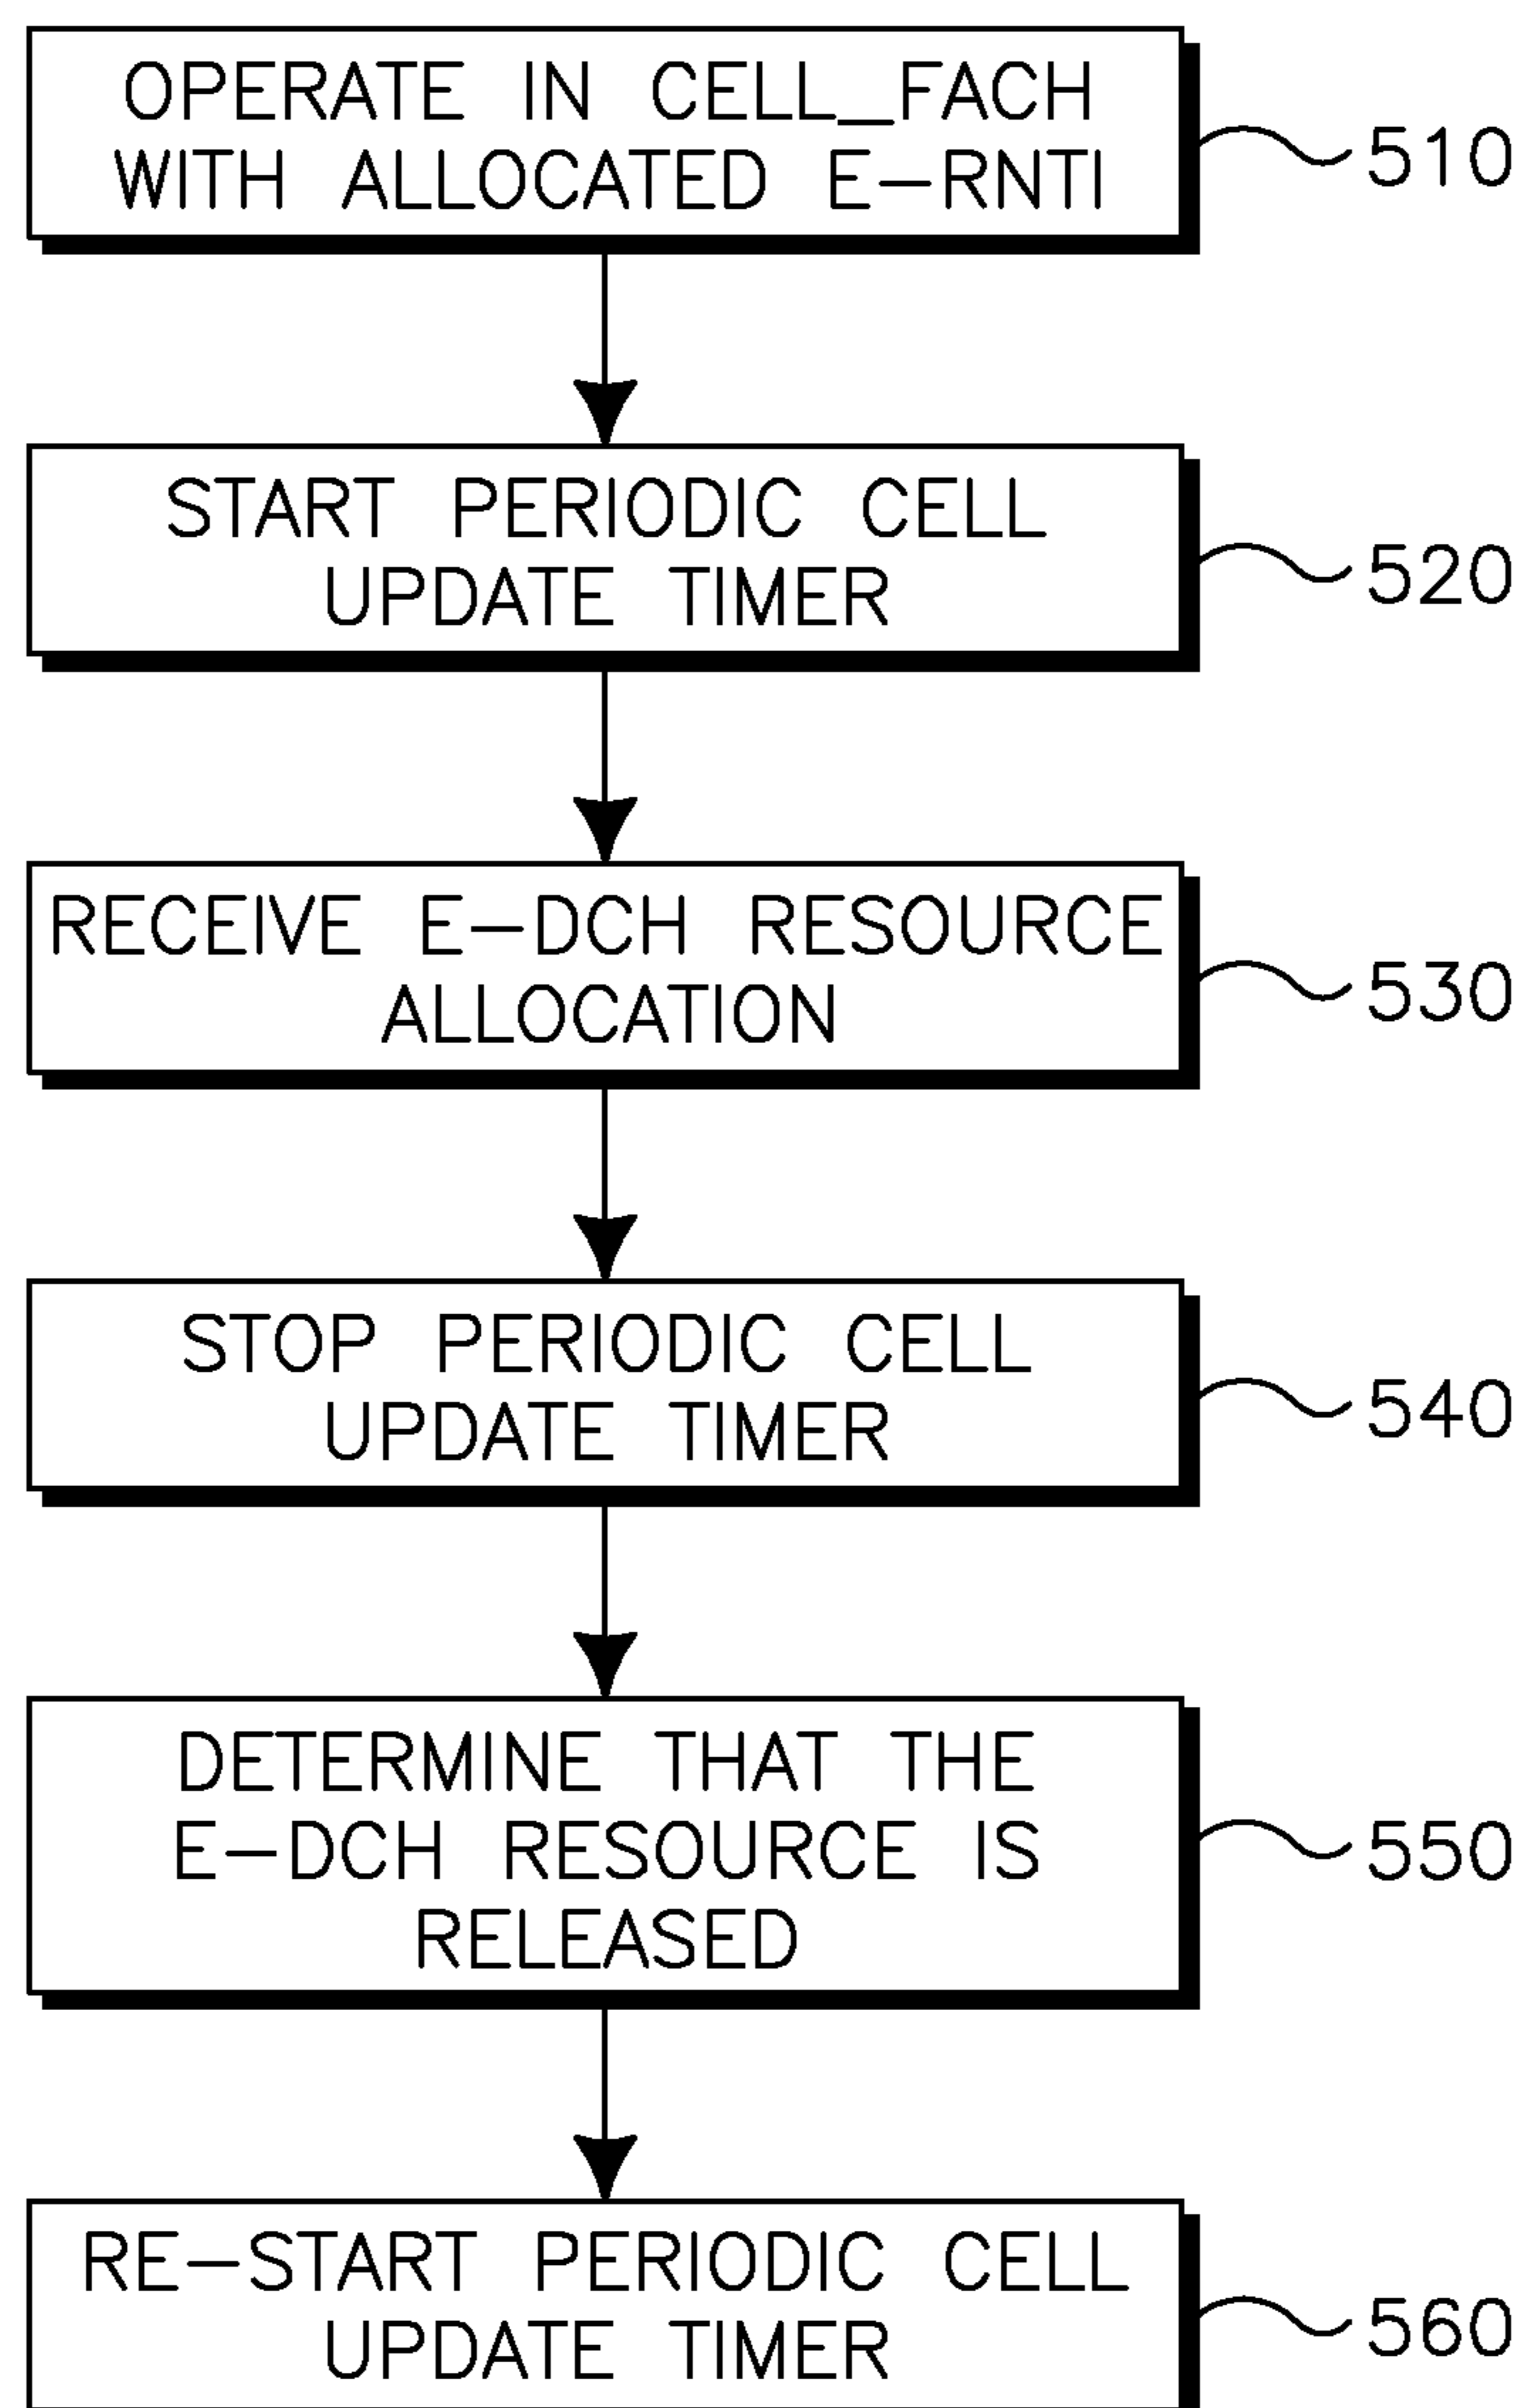 OPERATE IN CELL_FACH
WITH ALLOCATED E-RNTI
510
START PERIODIC CELL
UPDATE TIMER
520
RECEIVE E-DCH RESOURCE
ALLOCATION
530
STOP PERIODIC CELL
UPDATE TIMER
540
DETERMINE THAT THE
E-DCH RESOURCE IS
RELEASED
550
RE-START PERIODIC CELL
UPDATE TIMER
560